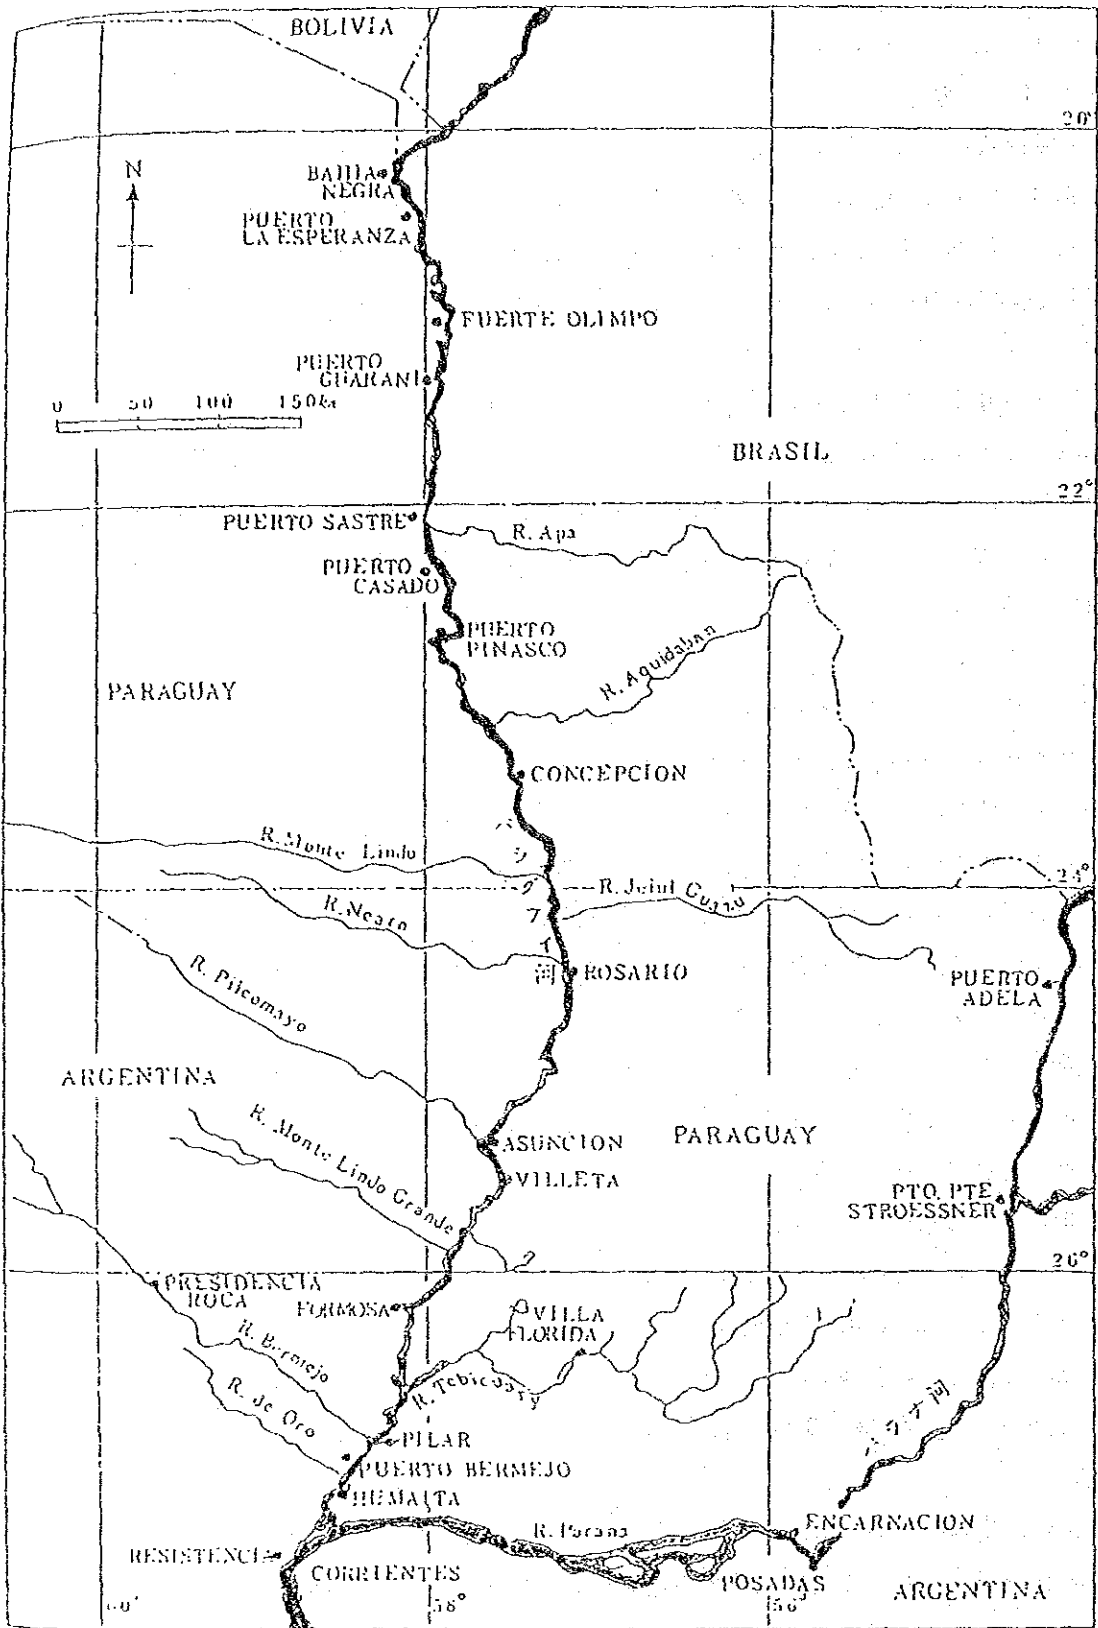 BOLIVIA
20°
N
BAHIA
NEGRA
PUERTO
LA ESPERANZA
FUERTE OLIMPO
PUERTO
GUARANI
0 50 100 150km
BRASIL
22°
PUERTO SASTRE
R. Apa
PUERTO
CASADO
PUERTO
PINASCO
R. Aquidaban
PARAGUAY
CONCEPCION
R. Monte Lindo
パラグアイ河
24°
R. Jejui Guazu
R. Negro
ROSARIO
R. Pilcomayo
PUERTO
ADELA
ARGENTINA
R. Monte Lindo Grande
ASUNCION
PARAGUAY
VILLETA
PTO. PTE
STROESSNER
26°
PRESIDENCIA
ROCA
FORMOSA
VILLA
FLORIDA
R. Bermejo
R. Tebicuary
R. de Oro
パラナ河
PILAR
PUERTO BERMEJO
HUMAITA
R. Parana
ENCARNACION
RESISTENCIA
CORRIENTES
POSADAS
ARGENTINA
60°
58°
56°